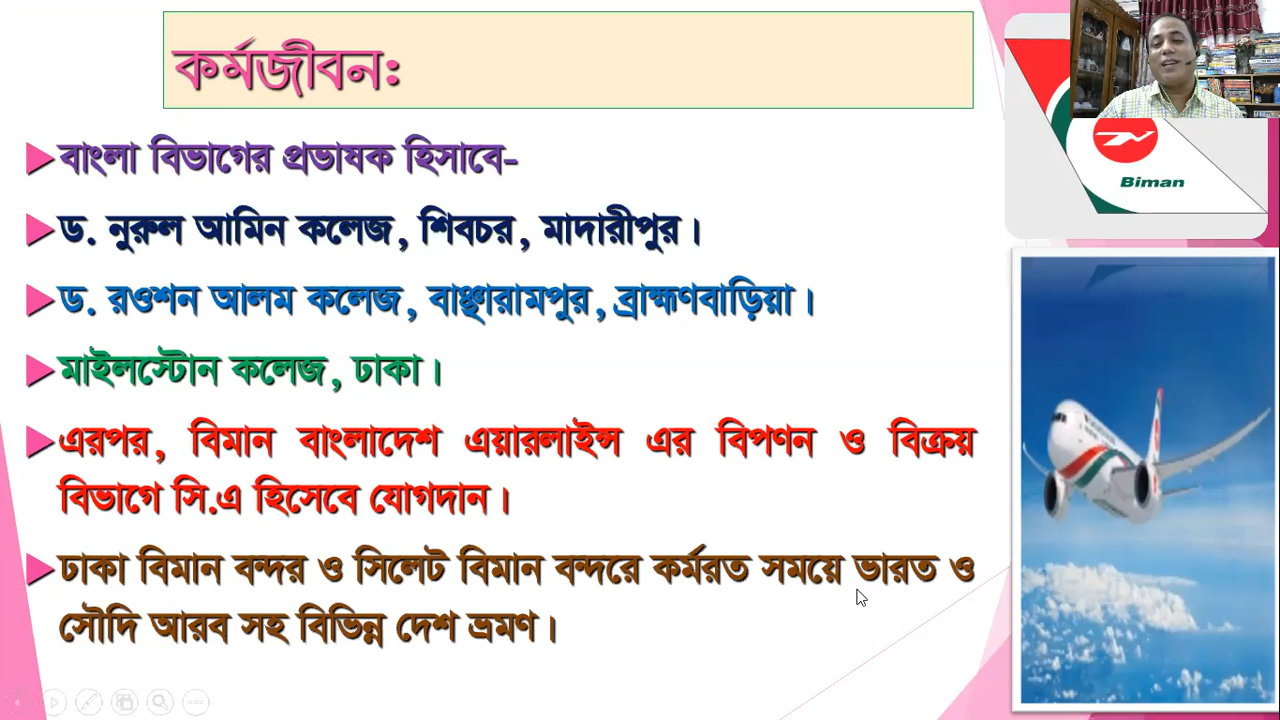 কর্মজীবন:
বাংলা বিভাগের প্রভাষক হিসাবে-
ড. নুরুল আমিন কলেজ, শিবচর, মাদারীপুর।
ড. রওশন আলম কলেজ, বাঞ্ছারামপুর, ব্রাহ্মণবাড়িয়া।
মাইলস্টোন কলেজ, ঢাকা।
এরপর, বিমান বাংলাদেশ এয়ারলাইন্স এর বিপণন ও বিক্রয়
বিভাগে সি.এ হিসেবে যোগদান।
ঢাকা বিমান বন্দর ও সিলেট বিমান বন্দরে কর্মরত সময়ে ভারত ও
সৌদি আরব সহ বিভিন্ন দেশ ভ্রমণ।
Biman